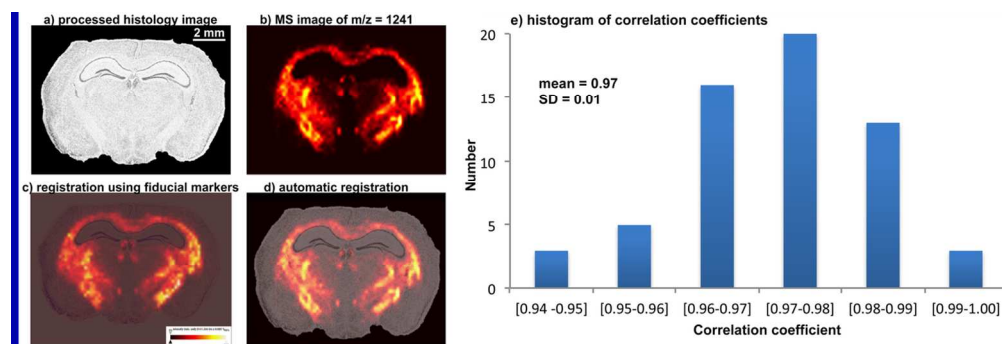 a) processed histology image
2 mm
b) MS image of m/z = 1241
c) registration using fiducial markers
d) automatic registration
e) histogram of correlation coefficients
mean = 0.97
SD = 0.01
20
15
10
5
0
Number
[0.94 -0.95]
[0.95-0.96]
[0.96-0.97]
[0.97-0.98]
[0.98-0.99]
[0.99-1.00]
Correlation coefficient